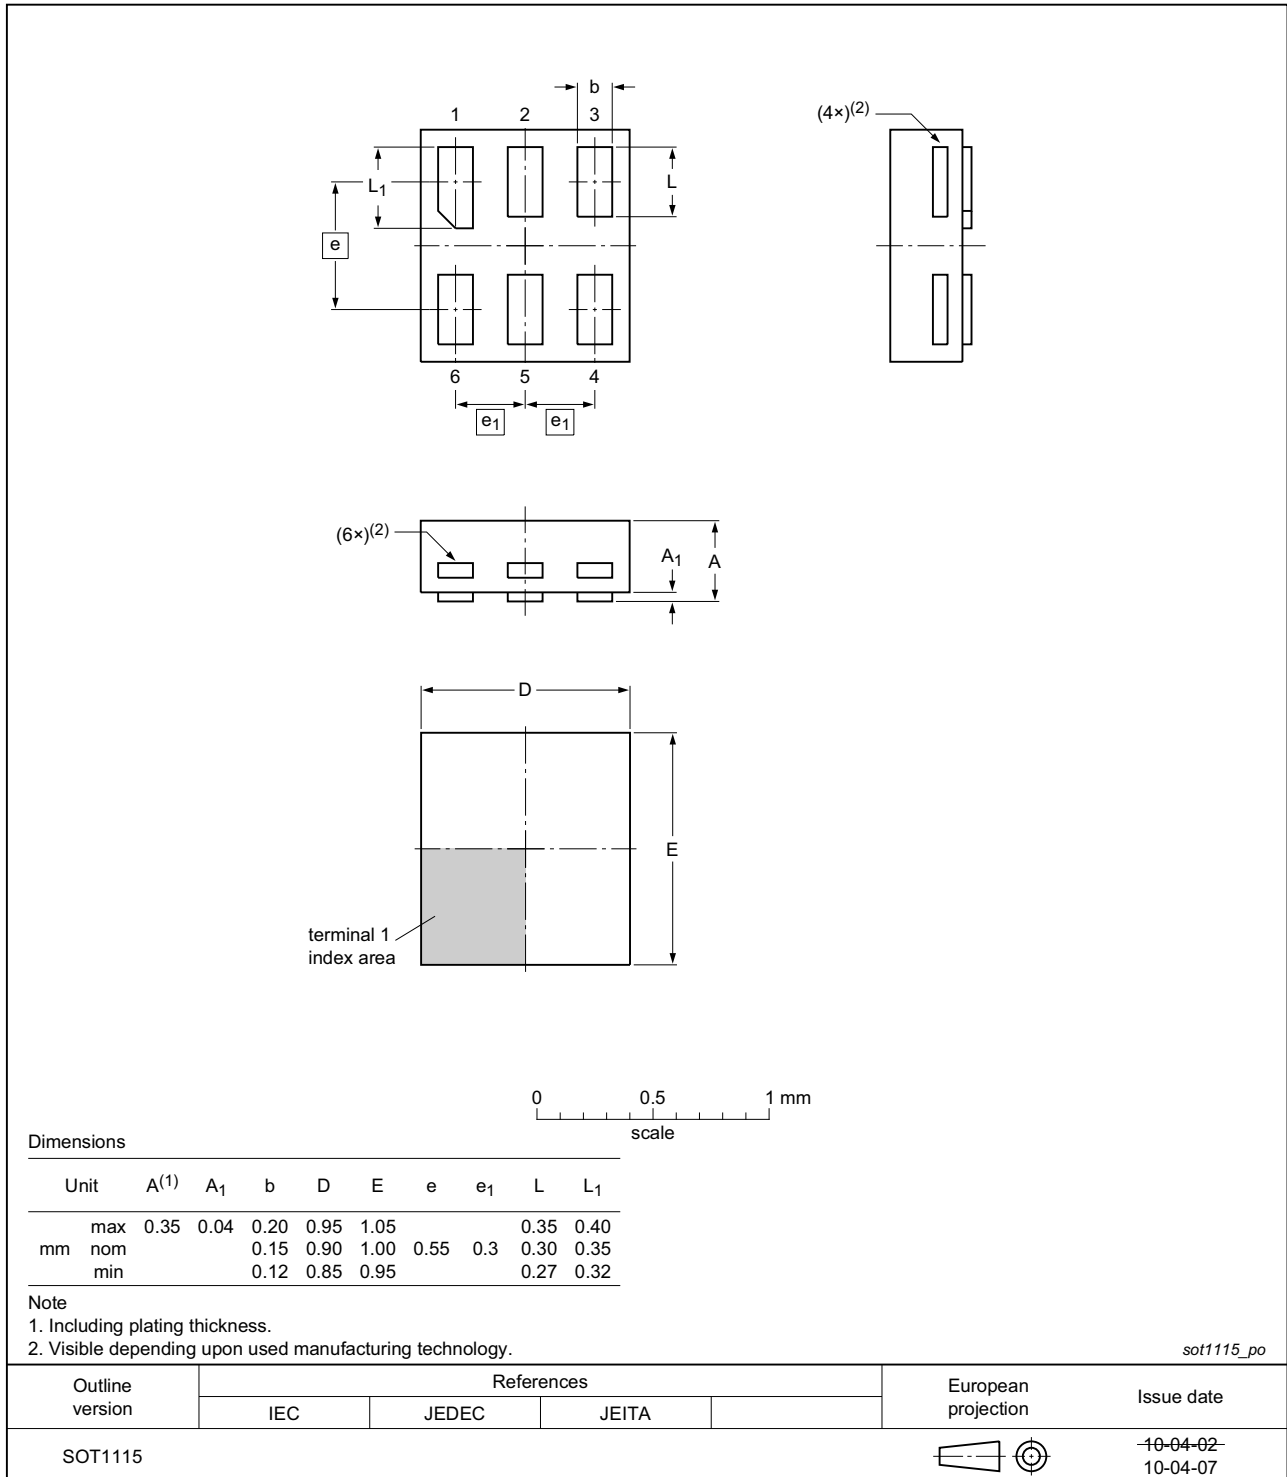 b
1 2 3
(4×)(2)
L1
L
e
6 5 4
e1 e1
(6×)(2)
A1
A
D
E
terminal 1
index area
0 0.5 1 mm
scale
Dimensions
Unit A(1) A1 b D E e e1 L L1
max 0.35 0.04 0.20 0.95 1.05 0.35 0.40
mm nom 0.15 0.90 1.00 0.55 0.3 0.30 0.35
min 0.12 0.85 0.95 0.27 0.32
Note
1. Including plating thickness.
2. Visible depending upon used manufacturing technology.
sot1115_po
Outline
version
References
IEC JEDEC JEITA
European
projection
Issue date
SOT1115
10-04-02
10-04-07